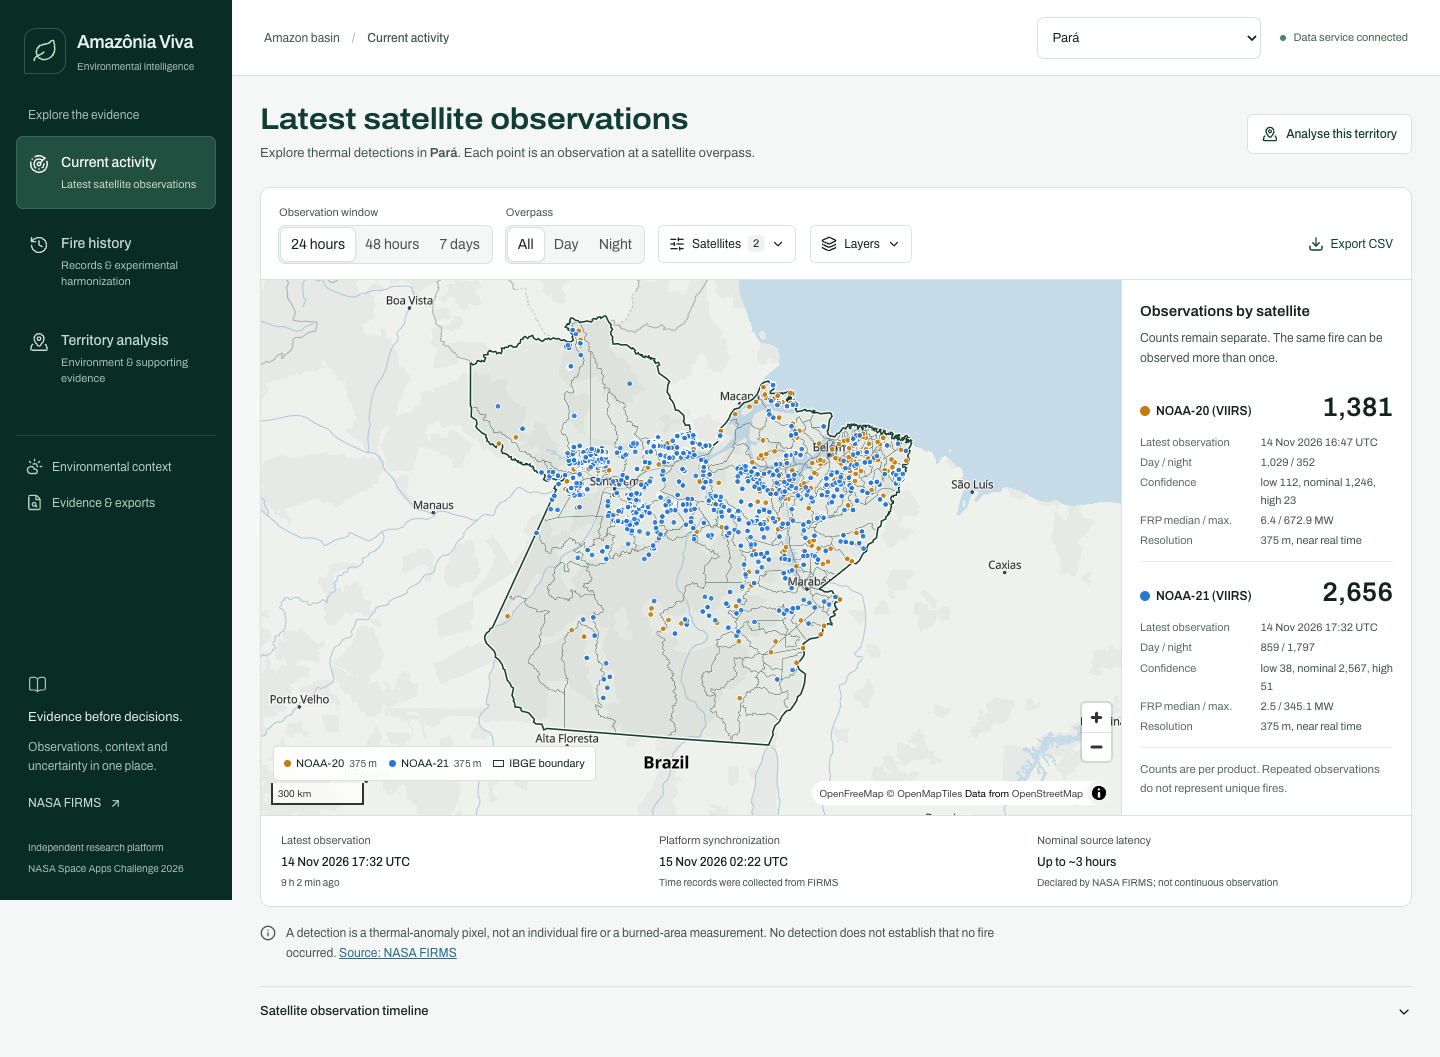 Amazônia Viva
Environmental intelligence
Explore the evidence
Current activity
Latest satellite observations
Fire history
Records & experimental
harmonization
Territory analysis
Environment & supporting
evidence
Environmental context
Evidence & exports
Evidence before decisions.
Observations, context and
uncertainty in one place.
NASA FIRMS
Independent research platform
NASA Space Apps Challenge 2026
Amazon basin / Current activity
Pará
Data service connected
Latest satellite observations
Explore thermal detections in Pará. Each point is an observation at a satellite overpass.
Analyse this territory
Observation window
24 hours 48 hours 7 days
Overpass
All Day Night
Satellites 2
Layers
Export CSV
Boa Vista
Macap
Belém
Manaus
São Luís
Caxias
Marabá
Porto Velho
Alta Floresta
Brazil
NOAA-20 375 m NOAA-21 375 m IBGE boundary
300 km
OpenFreeMap © OpenMapTiles Data from OpenStreetMap
Observations by satellite
Counts remain separate. The same fire can be
observed more than once.
NOAA-20 (VIIRS) 1,381
Latest observation 14 Nov 2026 16:47 UTC
Day / night 1,029 / 352
Confidence low 112, nominal 1,246,
high 23
FRP median / max. 6.4 / 672.9 MW
Resolution 375 m, near real time
NOAA-21 (VIIRS) 2,656
Latest observation 14 Nov 2026 17:32 UTC
Day / night 859 / 1,797
Confidence low 38, nominal 2,567, high
51
FRP median / max. 2.5 / 345.1 MW
Resolution 375 m, near real time
Counts are per product. Repeated observations
do not represent unique fires.
Latest observation
14 Nov 2026 17:32 UTC
9 h 2 min ago
Platform synchronization
15 Nov 2026 02:22 UTC
Time records were collected from FIRMS
Nominal source latency
Up to ~3 hours
Declared by NASA FIRMS; not continuous observation
A detection is a thermal-anomaly pixel, not an individual fire or a burned-area measurement. No detection does not establish that no fire
occurred. Source: NASA FIRMS
Satellite observation timeline